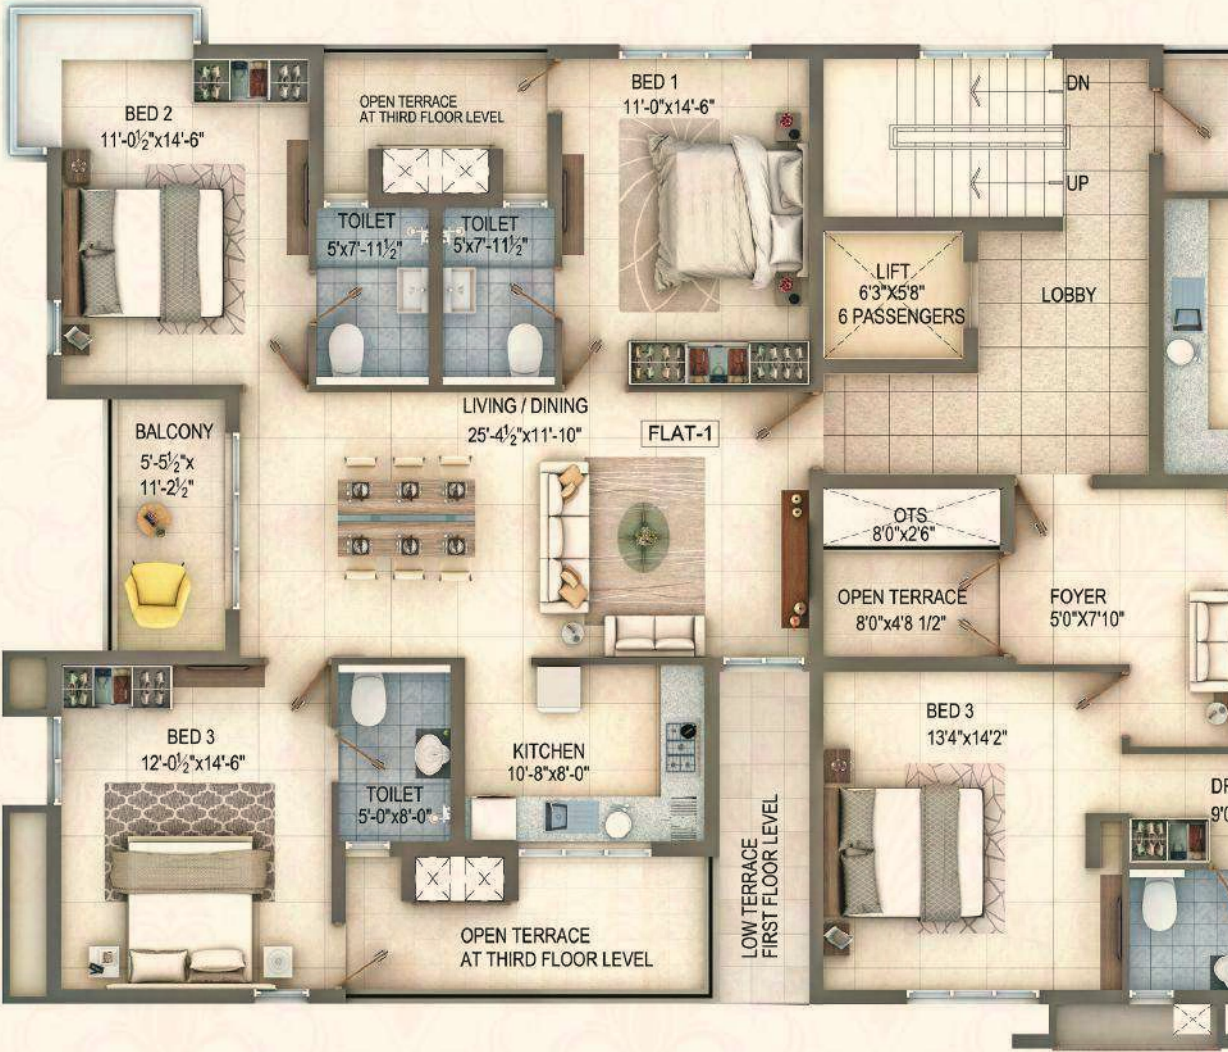 BED 2
11'-0½"x14'-6"
OPEN TERRACE
AT THIRD FLOOR LEVEL
BED 1
11'-0"x14'-6"
DN
UP
TOILET
5'x7'-11½"
TOILET
5'x7'-11½"
LIFT
6'3"X5'8"
6 PASSENGERS
LOBBY
LIVING / DINING
25'-4½"x11'-10"
FLAT-1
BALCONY
5'-5½"x
11'-2½"
OTS
8'0"x2'6"
OPEN TERRACE
8'0"x4'8 1/2"
FOYER
5'0"X7'10"
BED 3
12'-0½"x14'-6"
TOILET
5'-0"x8'-0"
KITCHEN
10'-8"x8'-0"
LOW TERRACE
FIRST FLOOR LEVEL
BED 3
13'4"x14'2"
OPEN TERRACE
AT THIRD FLOOR LEVEL